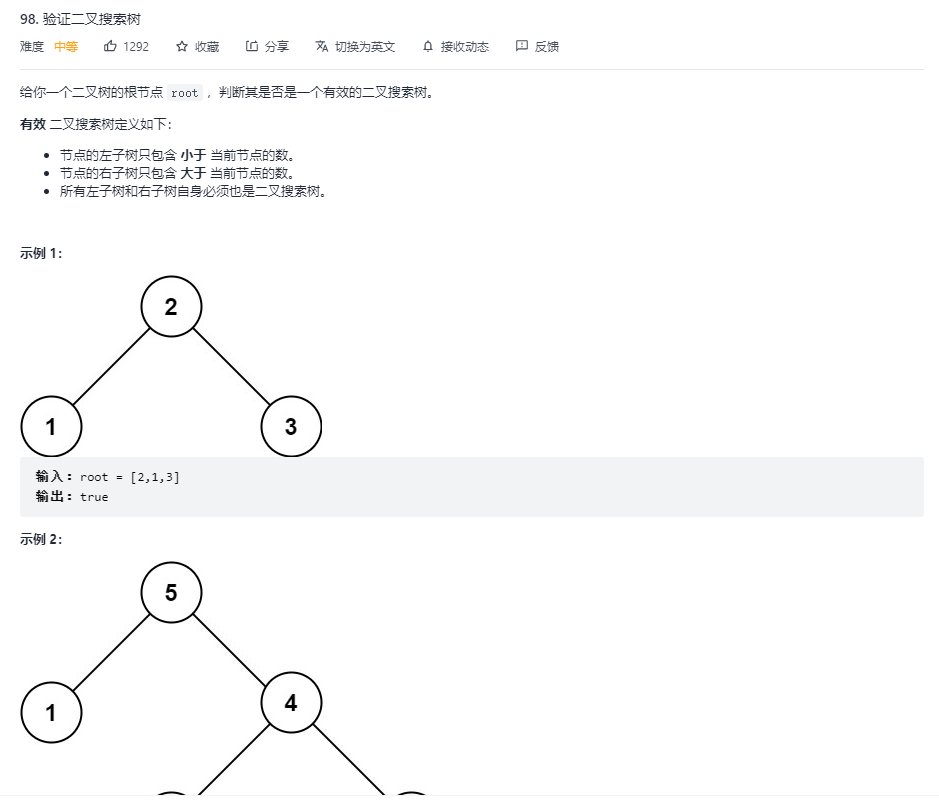 98. 验证二叉搜索树
难度 中等 1292 收藏 分享 切换为英文 接收动态 反馈
给你一个二叉树的根节点 root ，判断其是否是一个有效的二叉搜索树。
有效 二叉搜索树定义如下：
节点的左子树只包含 小于 当前节点的数。
节点的右子树只包含 大于 当前节点的数。
所有左子树和右子树自身必须也是二叉搜索树。
示例 1：
2
1 3
输入：root = [2,1,3]
输出：true
示例 2：
5
4
1